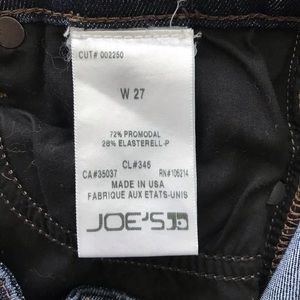 CUT# 002250
W 27
72% PROMODAL
28% ELASTERELL-P
CL#346
CA#35037 RN#106214
MADE IN USA
FABRIQUE AUX ETATS-UNIS
JOE'S